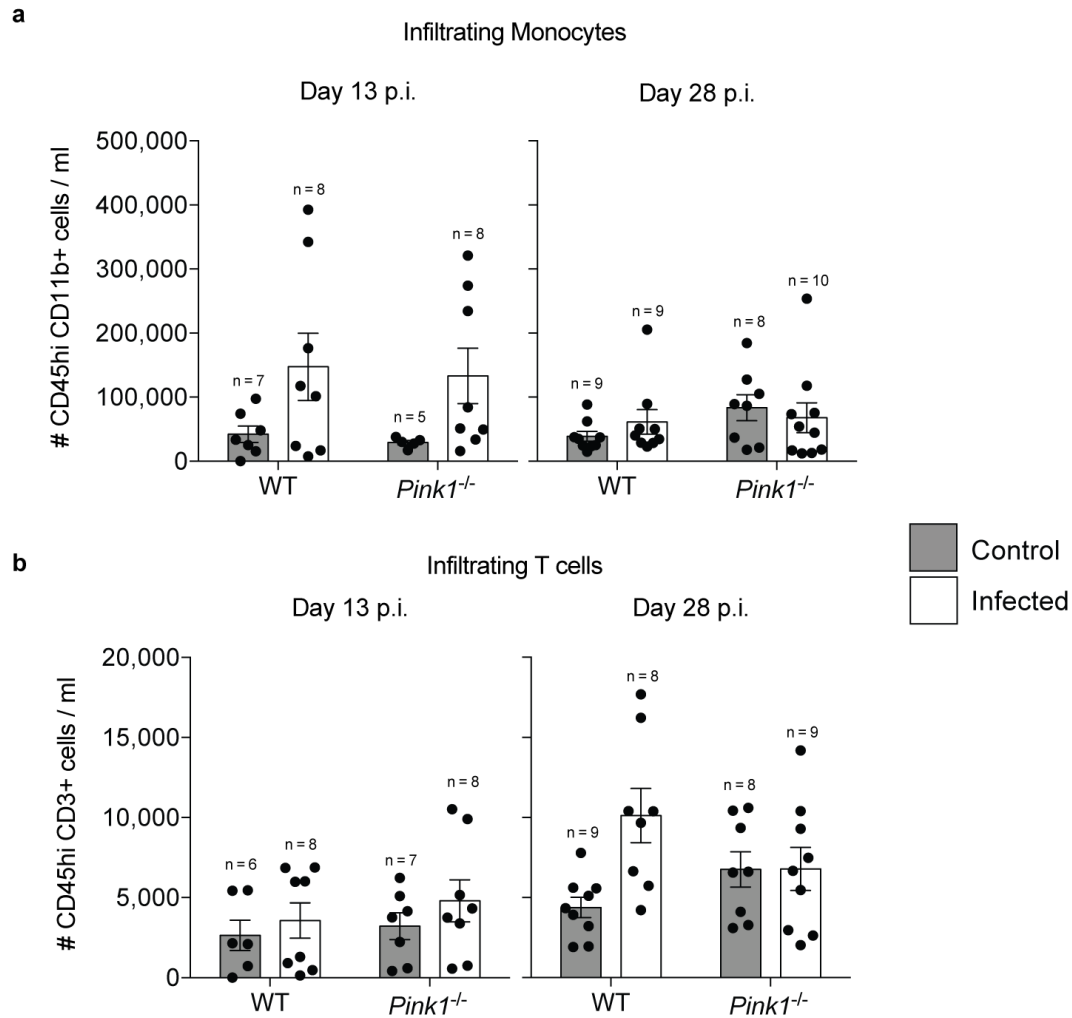 a
Infiltrating Monocytes
Day 13 p.i.
Day 28 p.i.
# CD45hi CD11b+ cells / ml
500,000
400,000
300,000
200,000
100,000
0
n = 7
n = 8
n = 5
n = 8
n = 9
n = 9
n = 8
n = 10
WT
Pink1-/-
WT
Pink1-/-
Control
Infected
b
Infiltrating T cells
Day 13 p.i.
Day 28 p.i.
# CD45hi CD3+ cells / ml
20,000
15,000
10,000
5,000
0
n = 6
n = 8
n = 7
n = 8
n = 9
n = 8
n = 8
n = 9
WT
Pink1-/-
WT
Pink1-/-